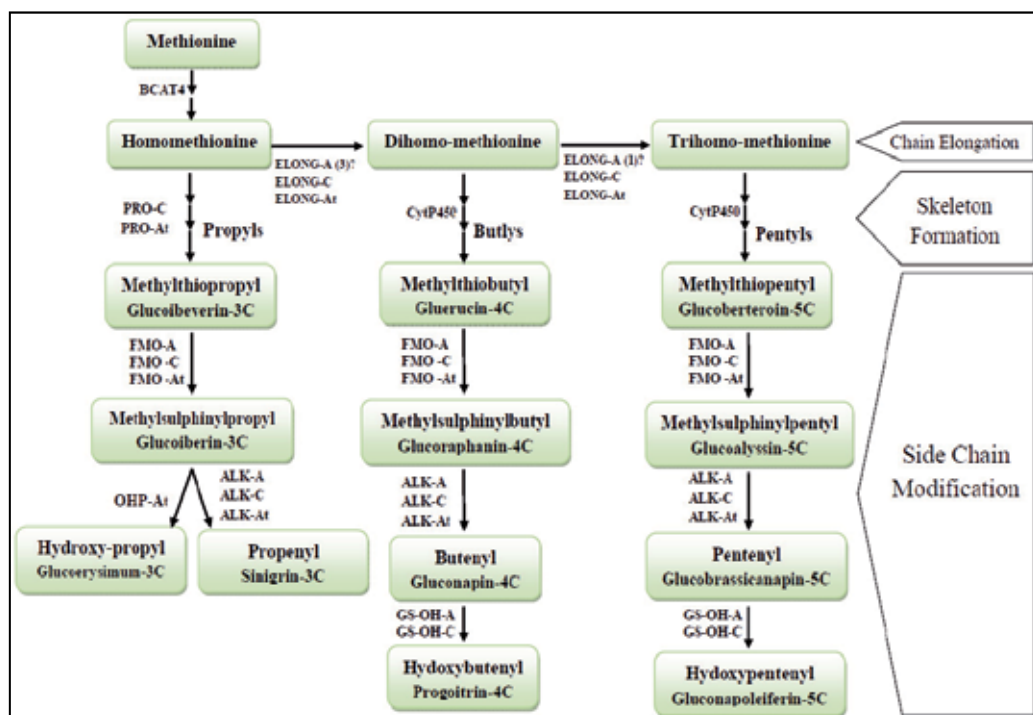 Methionine
BCAT4
Homomethionine
Dihomo-methionine
Trihomo-methionine
Chain Elongation
ELONG-A (3)?
ELONG-C
ELONG-At
ELONG-A (1)?
ELONG-C
ELONG-At
PRO-C
PRO-At
Propyls
CytP450
Butlys
CytP450
Pentyls
Skeleton
Formation
Methylthiopropyl
Glucoibeverin-3C
Methylthiobutyl
Gluerucin-4C
Methylthiopentyl
Glucoberteroin-5C
FMO-A
FMO -C
FMO -At
FMO-A
FMO -C
FMO -At
FMO-A
FMO -C
FMO -At
Methylsulphinylpropyl
Glucoiberin-3C
Methylsulphinylbutyl
Glucoraphanin-4C
Methylsulphinylpentyl
Glucoalyssin-5C
Side Chain
Modification
OHP-At
ALK-A
ALK-C
ALK-At
ALK-A
ALK-C
ALK-At
ALK-A
ALK-C
ALK-At
Hydroxy-propyl
Glucoerysimum-3C
Propenyl
Sinigrin-3C
Butenyl
Gluconapin-4C
Pentenyl
Glucobrassicanapin-5C
GS-OH-A
GS-OH-C
GS-OH-A
GS-OH-C
Hydoxybutenyl
Progoitrin-4C
Hydoxypentenyl
Gluconapoleiferin-5C